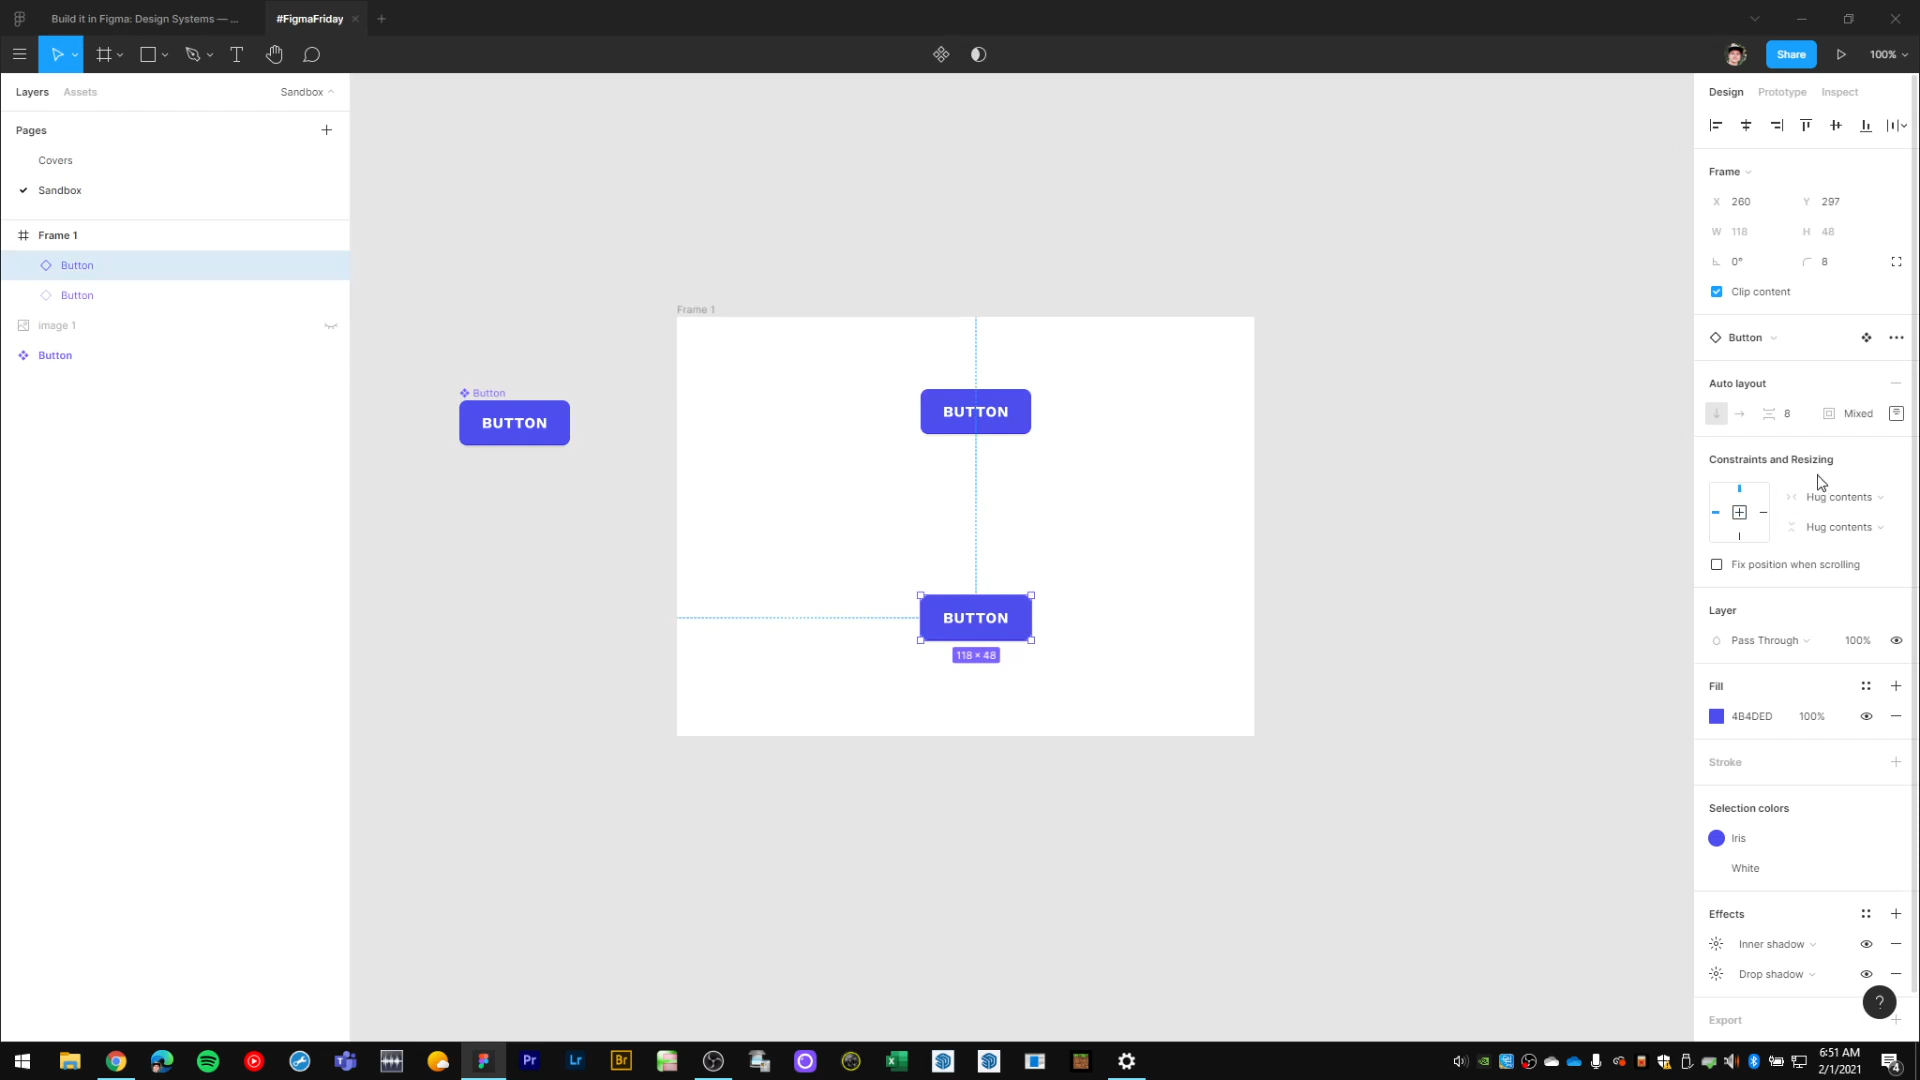 Build it in Figma: Design Systems — ...
#FigmaFriday
Share
100%
Layers
Assets
Sandbox
Pages
Covers
Sandbox
Frame 1
Button
Button
image 1
Button
Button
BUTTON
Frame 1
BUTTON
BUTTON
118 × 48
Design
Prototype
Inspect
Frame
X 260 Y 297
W 118 H 48
0° 8
Clip content
Button
Auto layout
8 Mixed
Constraints and Resizing
Hug contents
Hug contents
Fix position when scrolling
Layer
Pass Through 100%
Fill
4B4DED 100%
Stroke
Selection colors
Iris
White
Effects
Inner shadow
Drop shadow
?
Export
Pr
Lr
Br
6:51 AM
2/1/2021
4